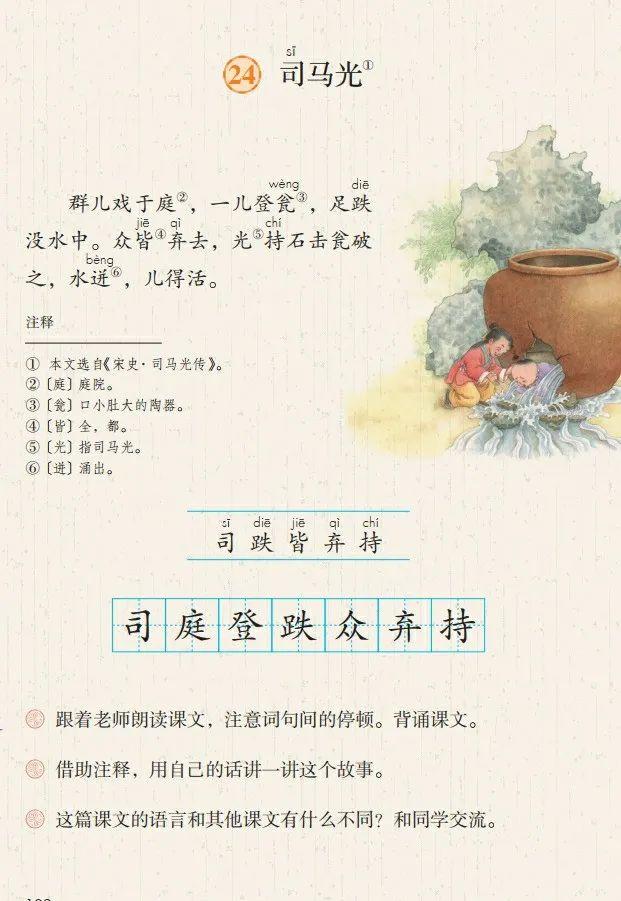 sī
24 司马光①
wèng diē
群儿戏于庭②，一儿登瓮③，足跌
jiē qì chí
没水中。众皆④弃去，光⑤持石击瓮破
bèng
之，水迸⑥，儿得活。
注释
① 本文选自《宋史·司马光传》。
② 〔庭〕庭院。
③ 〔瓮〕口小肚大的陶器。
④ 〔皆〕全，都。
⑤ 〔光〕指司马光。
⑥ 〔迸〕涌出。
sī diē jiē qì chí
司 跌 皆 弃 持
司 庭 登 跌 众 弃 持
跟着老师朗读课文，注意词句间的停顿。背诵课文。
借助注释，用自己的话讲一讲这个故事。
这篇课文的语言和其他课文有什么不同？和同学交流。